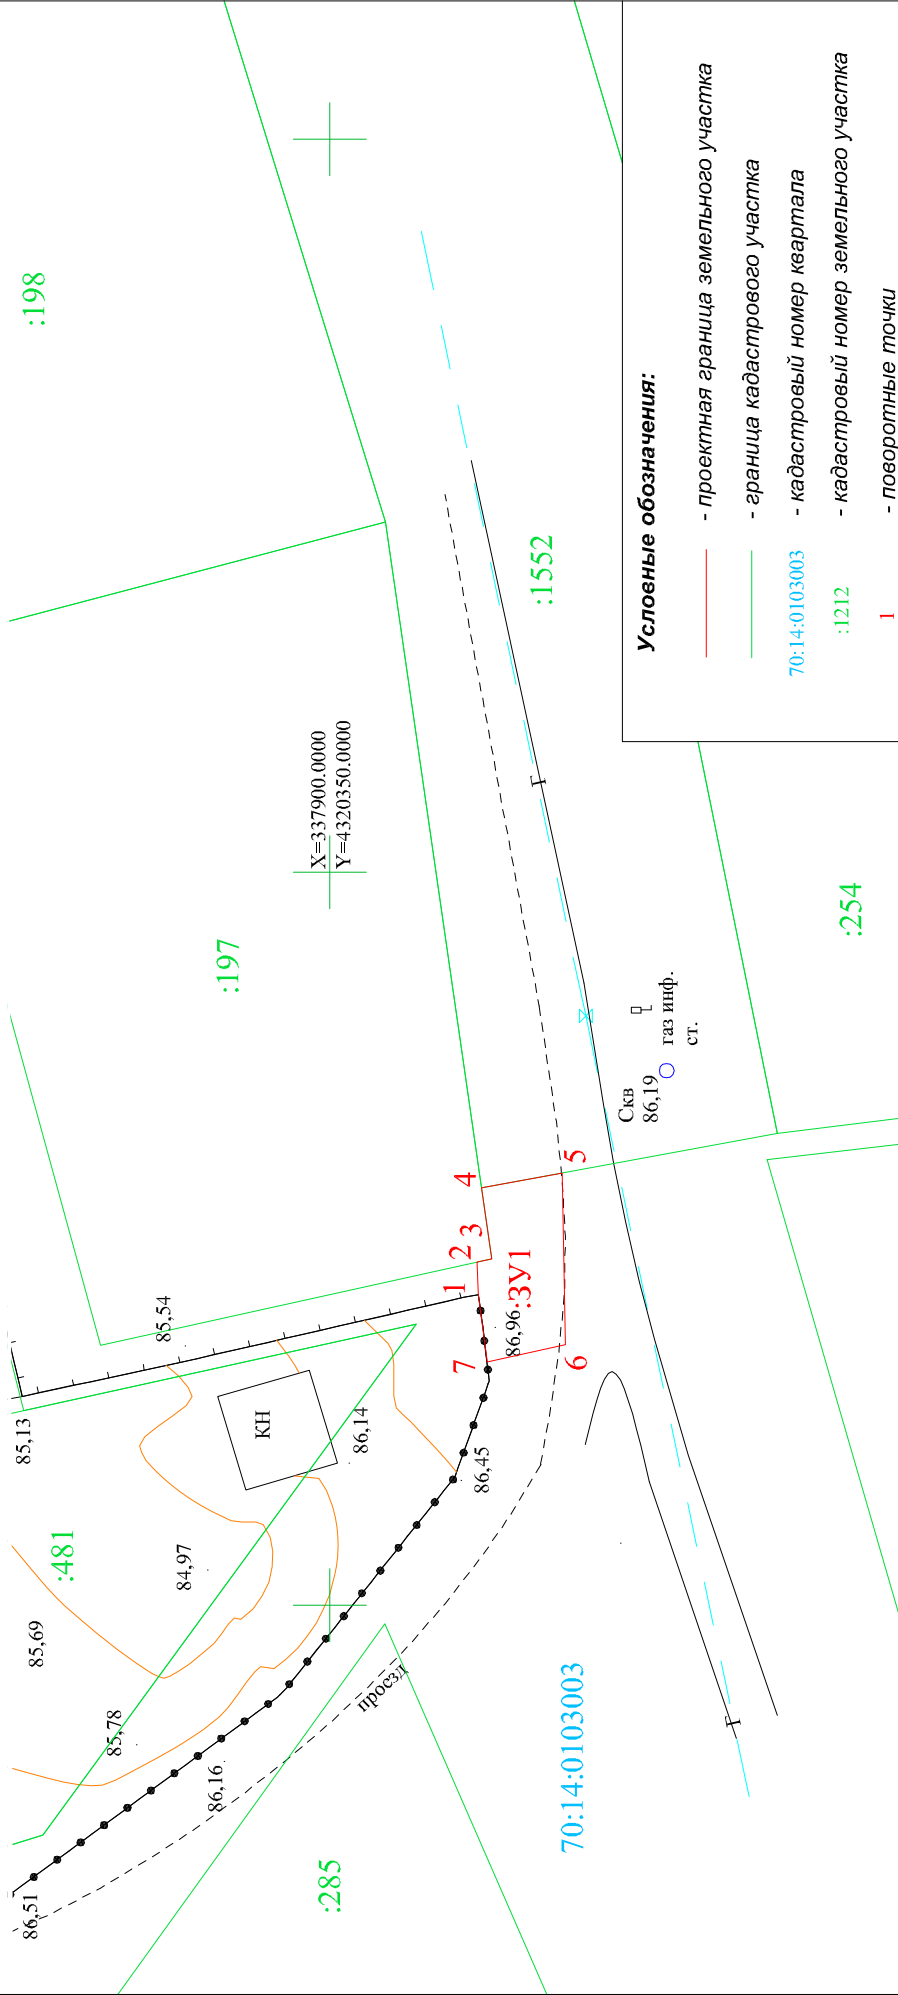 :198
:197
X=337900.0000
Y=4320350.0000
:1552
:254
Скв
86,19
газ инф.
ст.
Г
1
2
3
4
5
6
7
:ЗУ1
86,96
85,54
85,13
КН
86,14
86,45
:481
84,97
85,69
85,78
86,16
86,51
проезд
:285
70:14:0103003
Г
Условные обозначения:
- проектная граница земельного участка
- граница кадастрового участка
70:14:0103003 - кадастровый номер квартала
:1212 - кадастровый номер земельного участка
1 - поворотные точки